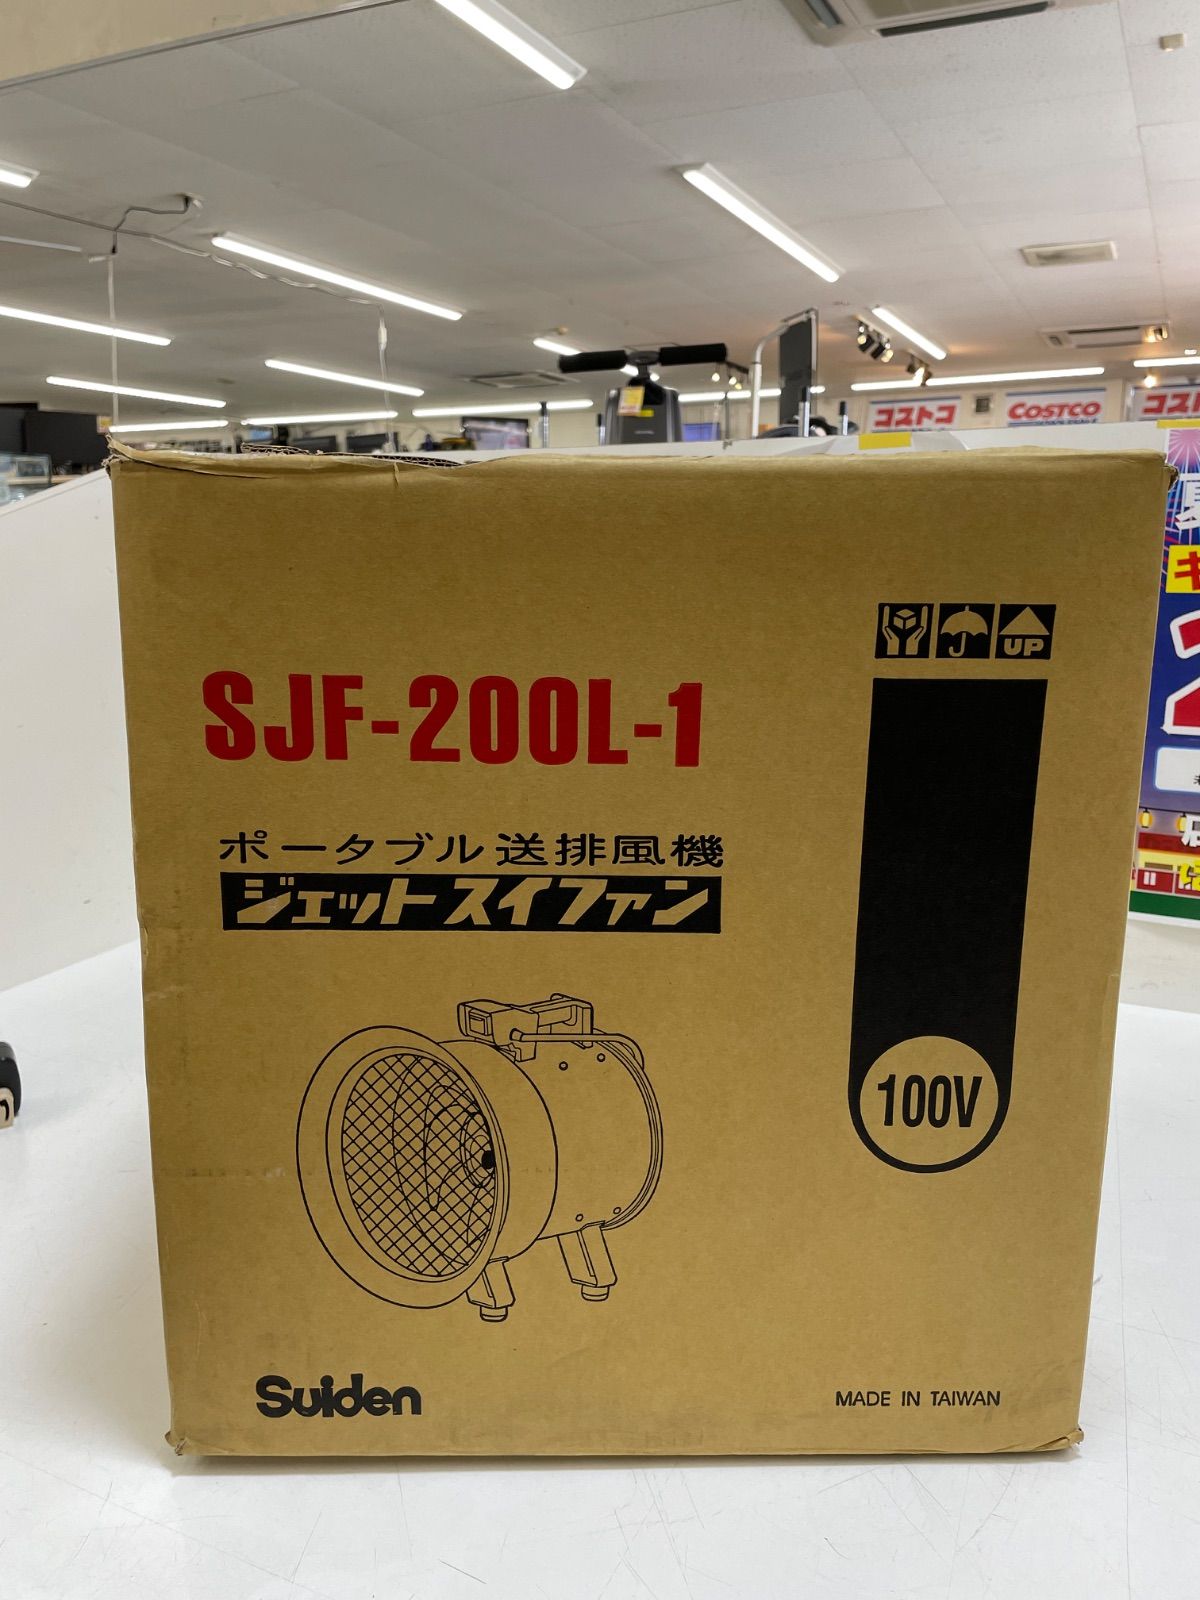 コストコ
COSTCO
コスト
UP
SJF-200L-1
ポータブル送排風機
ジェットスイファン
100V
Suiden
MADE IN TAIWAN